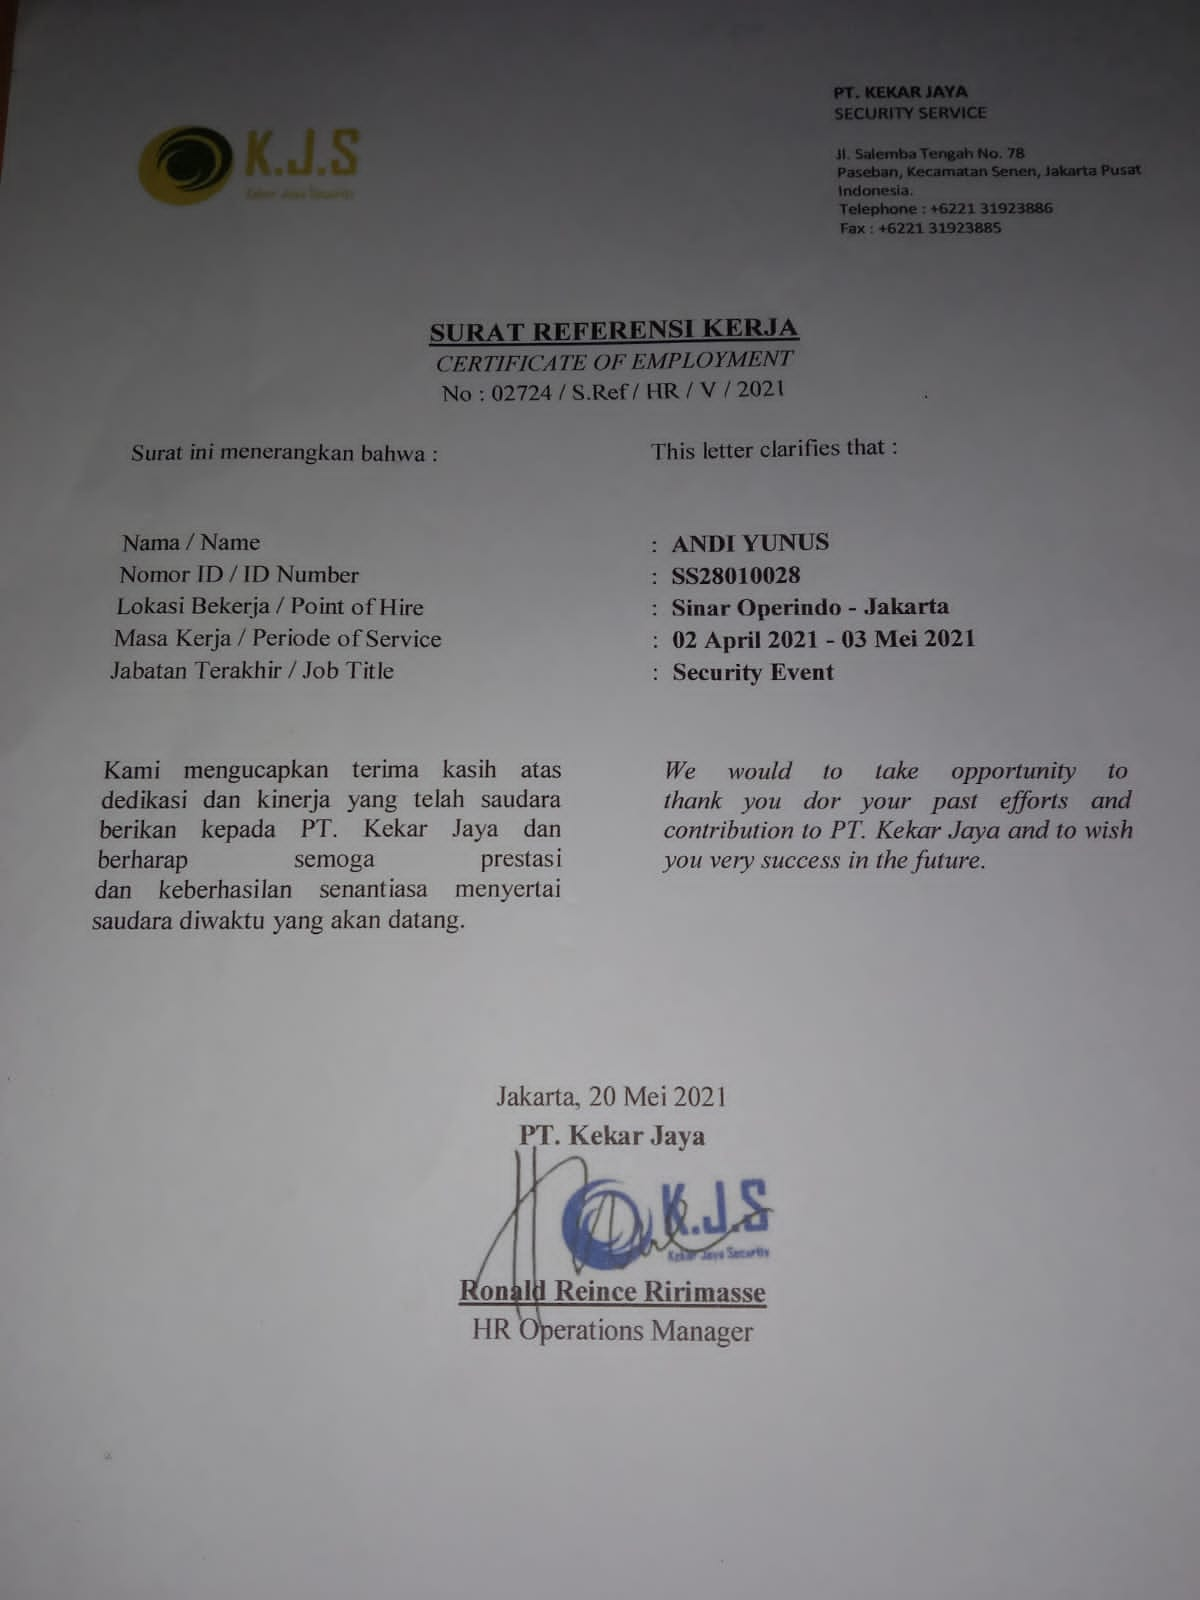 K.J.S
Kekar Jaya Security
PT. KEKAR JAYA
SECURITY SERVICE
Jl. Salemba Tengah No. 78
Paseban, Kecamatan Senen, Jakarta Pusat
Indonesia.
Telephone : +6221 31923886
Fax : +6221 31923885
SURAT REFERENSI KERJA
CERTIFICATE OF EMPLOYMENT
No : 02724 / S.Ref / HR / V / 2021
Surat ini menerangkan bahwa :
This letter clarifies that :
Nama / Name : ANDI YUNUS
Nomor ID / ID Number : SS28010028
Lokasi Bekerja / Point of Hire : Sinar Operindo - Jakarta
Masa Kerja / Periode of Service : 02 April 2021 - 03 Mei 2021
Jabatan Terakhir / Job Title : Security Event
Kami mengucapkan terima kasih atas
dedikasi dan kinerja yang telah saudara
berikan kepada PT. Kekar Jaya dan
berharap semoga prestasi
dan keberhasilan senantiasa menyertai
saudara diwaktu yang akan datang.
We would to take opportunity to
thank you dor your past efforts and
contribution to PT. Kekar Jaya and to wish
you very success in the future.
Jakarta, 20 Mei 2021
PT. Kekar Jaya
K.J.S
Kekar Jaya Security
Ronald Reince Ririmasse
HR Operations Manager